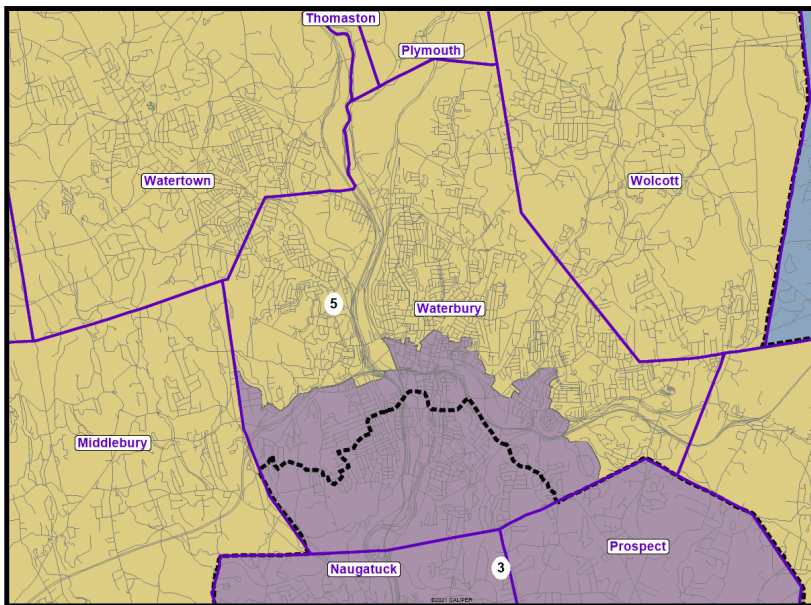 Thomaston
Plymouth
Watertown
Wolcott
5
Waterbury
Middlebury
Prospect
Naugatuck
3
©2021 CALIPER